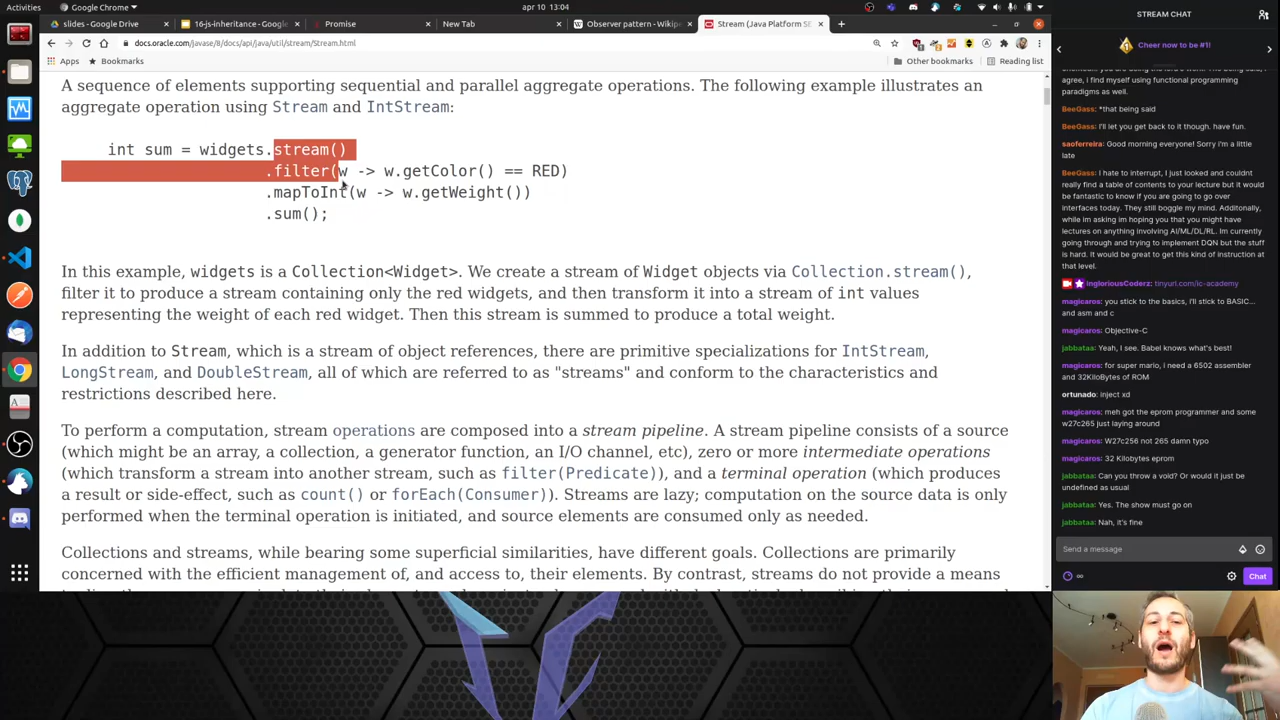 Activities
Google Chrome
apr 10 13:04
slides - Google Drive
16-js-inheritance - Google
Promise
New Tab
Observer pattern - Wikip
Stream (Java Platform SE
docs.oracle.com/javase/8/docs/api/java/util/stream/Stream.html
Apps
Bookmarks
Other bookmarks
Reading list
A sequence of elements supporting sequential and parallel aggregate operations. The following example illustrates an
aggregate operation using Stream and IntStream:
int sum = widgets.stream()
.filter(w -> w.getColor() == RED)
.mapToInt(w -> w.getWeight())
.sum();
In this example, widgets is a Collection<Widget>. We create a stream of Widget objects via Collection.stream(),
filter it to produce a stream containing only the red widgets, and then transform it into a stream of int values
representing the weight of each red widget. Then this stream is summed to produce a total weight.
In addition to Stream, which is a stream of object references, there are primitive specializations for IntStream,
LongStream, and DoubleStream, all of which are referred to as "streams" and conform to the characteristics and
restrictions described here.
To perform a computation, stream operations are composed into a stream pipeline. A stream pipeline consists of a source
(which might be an array, a collection, a generator function, an I/O channel, etc), zero or more intermediate operations
(which transform a stream into another stream, such as filter(Predicate)), and a terminal operation (which produces
a result or side-effect, such as count() or forEach(Consumer)). Streams are lazy; computation on the source data is only
performed when the terminal operation is initiated, and source elements are consumed only as needed.
Collections and streams, while bearing some superficial similarities, have different goals. Collections are primarily
concerned with the efficient management of, and access to, their elements. By contrast, streams do not provide a means
STREAM CHAT
Cheer now to be #1!
agree, I find myself using functional programming
paradigms as well.
BeeGass: *that being said
BeeGass: I'll let you get back to it though. have fun.
saoferreira: Good morning everyone! Sorry i'm a little
late
BeeGass: I hate to interrupt, I just looked and couldnt
really find a table of contents to your lecture but it would
be fantastic to know if you are going to go over
interfaces today. They still boggle my mind. Additonally,
while im asking im hoping you that you might have
lectures on anything involving AI/ML/DL/RL. Im currently
going through and trying to implement DQN but the stuff
is hard. It would be great to get this kind of instruction at
that level.
IngloriousCoderz: tinyurl.com/ic-academy
magicaros: you stick to the basics, i'll stick to BASIC...
and asm and c
magicaros: Objective-C
jabbataa: Yeah, I see. Babel knows what's best!
magicaros: for super mario, i need a 6502 assembler
and 32KiloBytes of ROM
ortunado: inject xd
magicaros: meh got the eprom programmer and some
w27c265 just laying around
magicaros: W27C256 not 265 damn typo
magicaros: 32 Kilobytes eprom
jabbataa: Can you throw a void? Or would it just be
undefined as usual
jabbataa: Yes. The show must go on
jabbataa: Nah, it's fine
Send a message
Chat